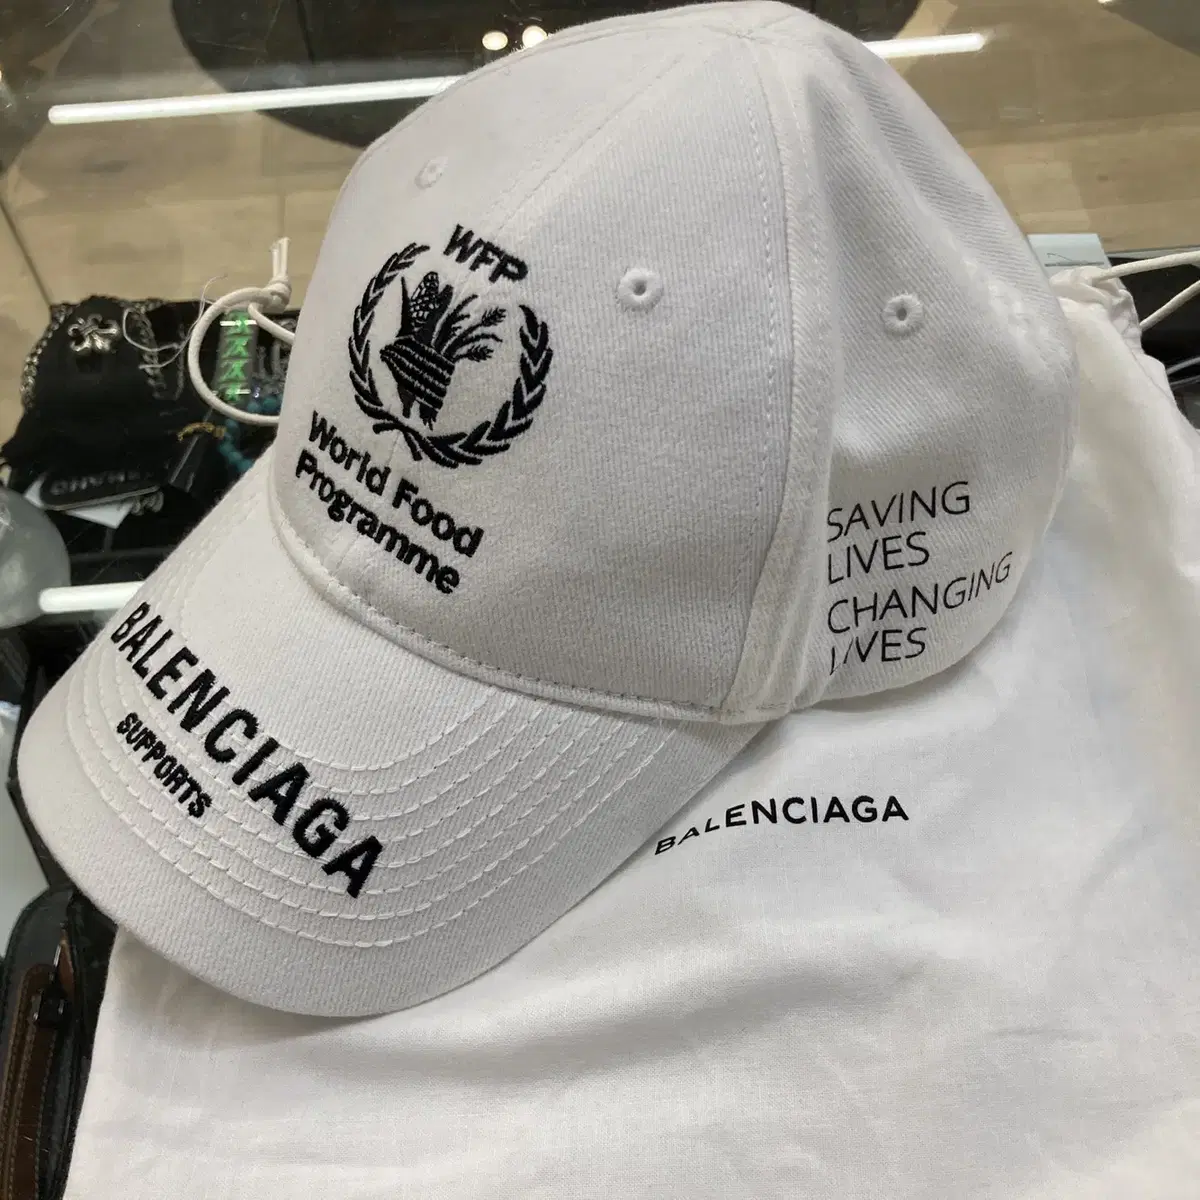 WFP
World Food
Programme
BALENCIAGA
SUPPORTS
SAVING
LIVES
CHANGING
LIVES
BALENCIAGA